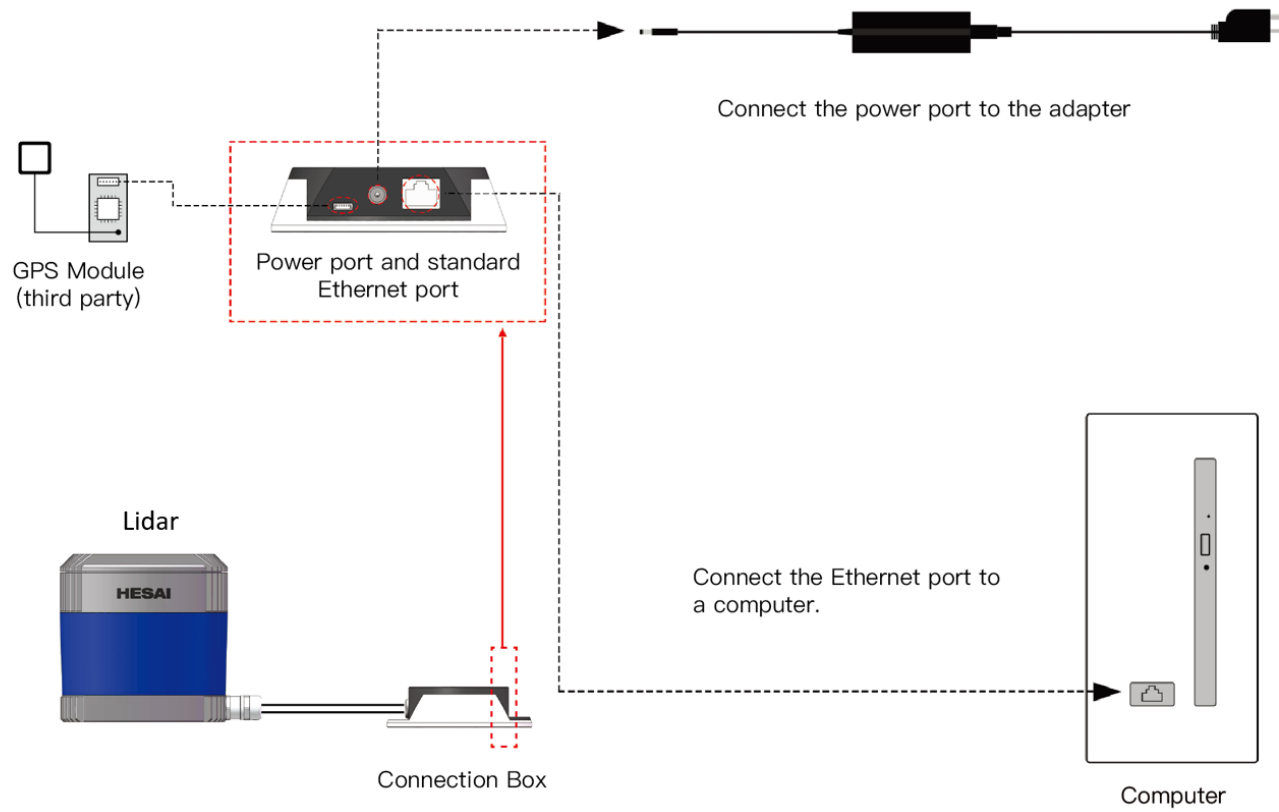 Connect the power port to the adapter
GPS Module
(third party)
Power port and standard
Ethernet port
Lidar
HESAI
Connect the Ethernet port to
a computer.
Connection Box
Computer